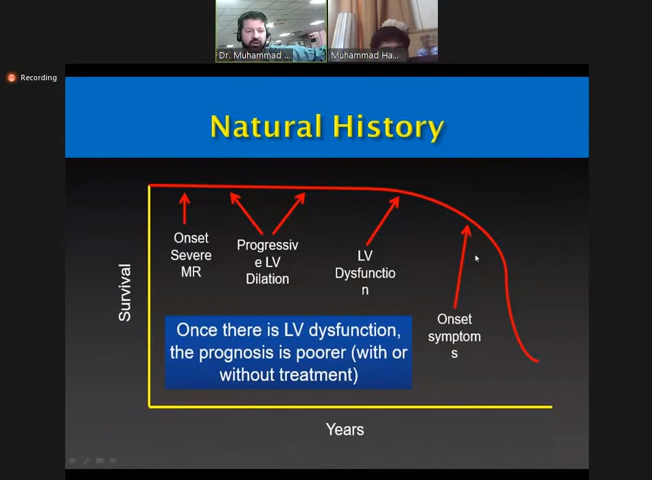 Dr. Muhammad ...
Muhammad Ha...
Recording
Natural History
Onset
Severe
MR
Progressiv
e LV
Dilation
LV
Dysfunctio
n
Onset
symptom
s
Survival
Once there is LV dysfunction,
the prognosis is poorer (with or
without treatment)
Years